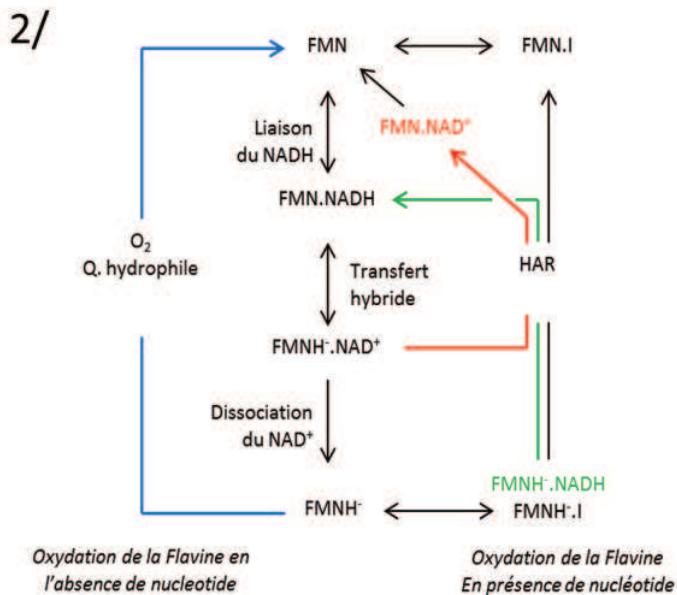 2/
FMN
FMN.I
Liaison
du NADH
FMN.NAD⁺
FMN.NADH
O₂
Q. hydrophile
Transfert
hybride
HAR
FMNH⁻.NAD⁺
Dissociation
du NAD⁺
FMNH⁻.NADH
FMNH⁻
FMNH⁻.I
Oxydation de la Flavine en
l'absence de nucleotide
Oxydation de la Flavine
En présence de nucléotide